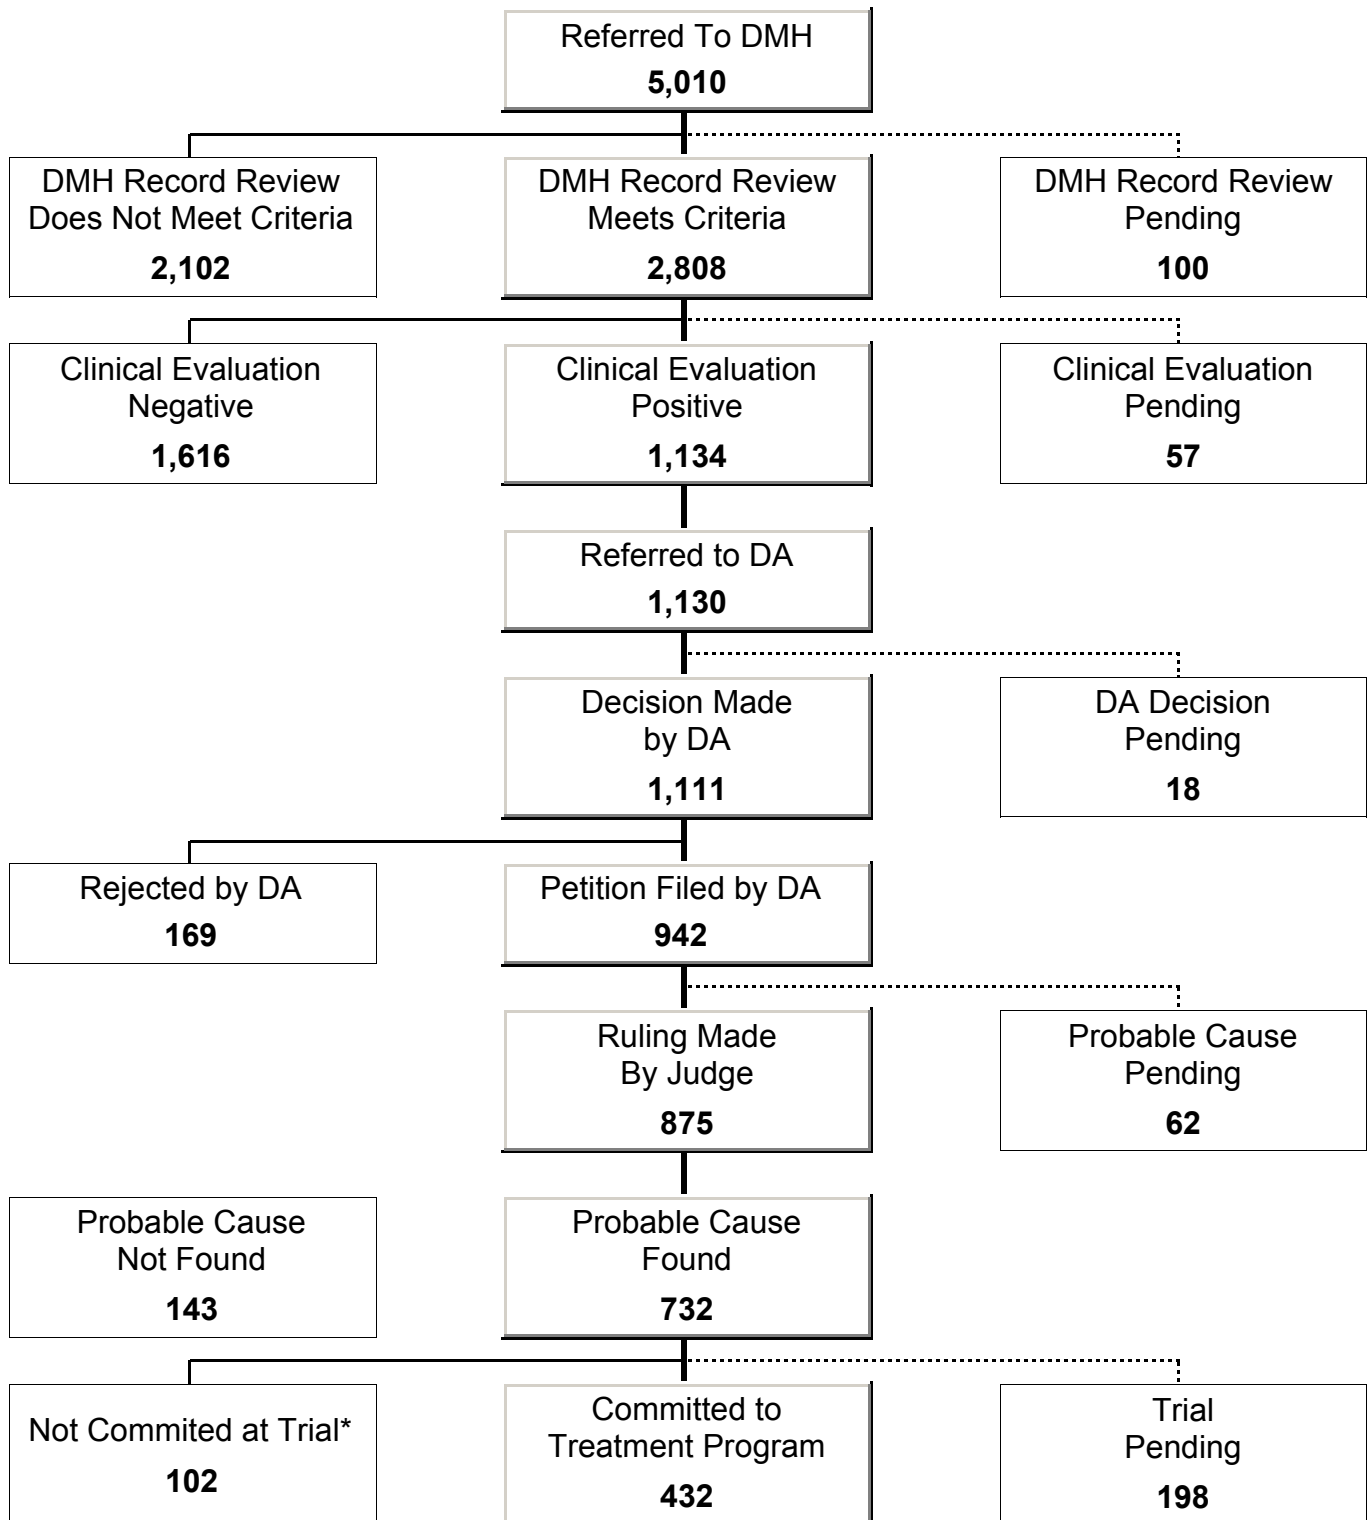 Referred To DMH
5,010
DMH Record Review
Does Not Meet Criteria
2,102
DMH Record Review
Meets Criteria
2,808
DMH Record Review
Pending
100
Clinical Evaluation
Negative
1,616
Clinical Evaluation
Positive
1,134
Clinical Evaluation
Pending
57
Referred to DA
1,130
Decision Made
by DA
1,111
DA Decision
Pending
18
Rejected by DA
169
Petition Filed by DA
942
Ruling Made
By Judge
875
Probable Cause
Pending
62
Probable Cause
Not Found
143
Probable Cause
Found
732
Not Commited at Trial*
102
Committed to
Treatment Program
432
Trial
Pending
198